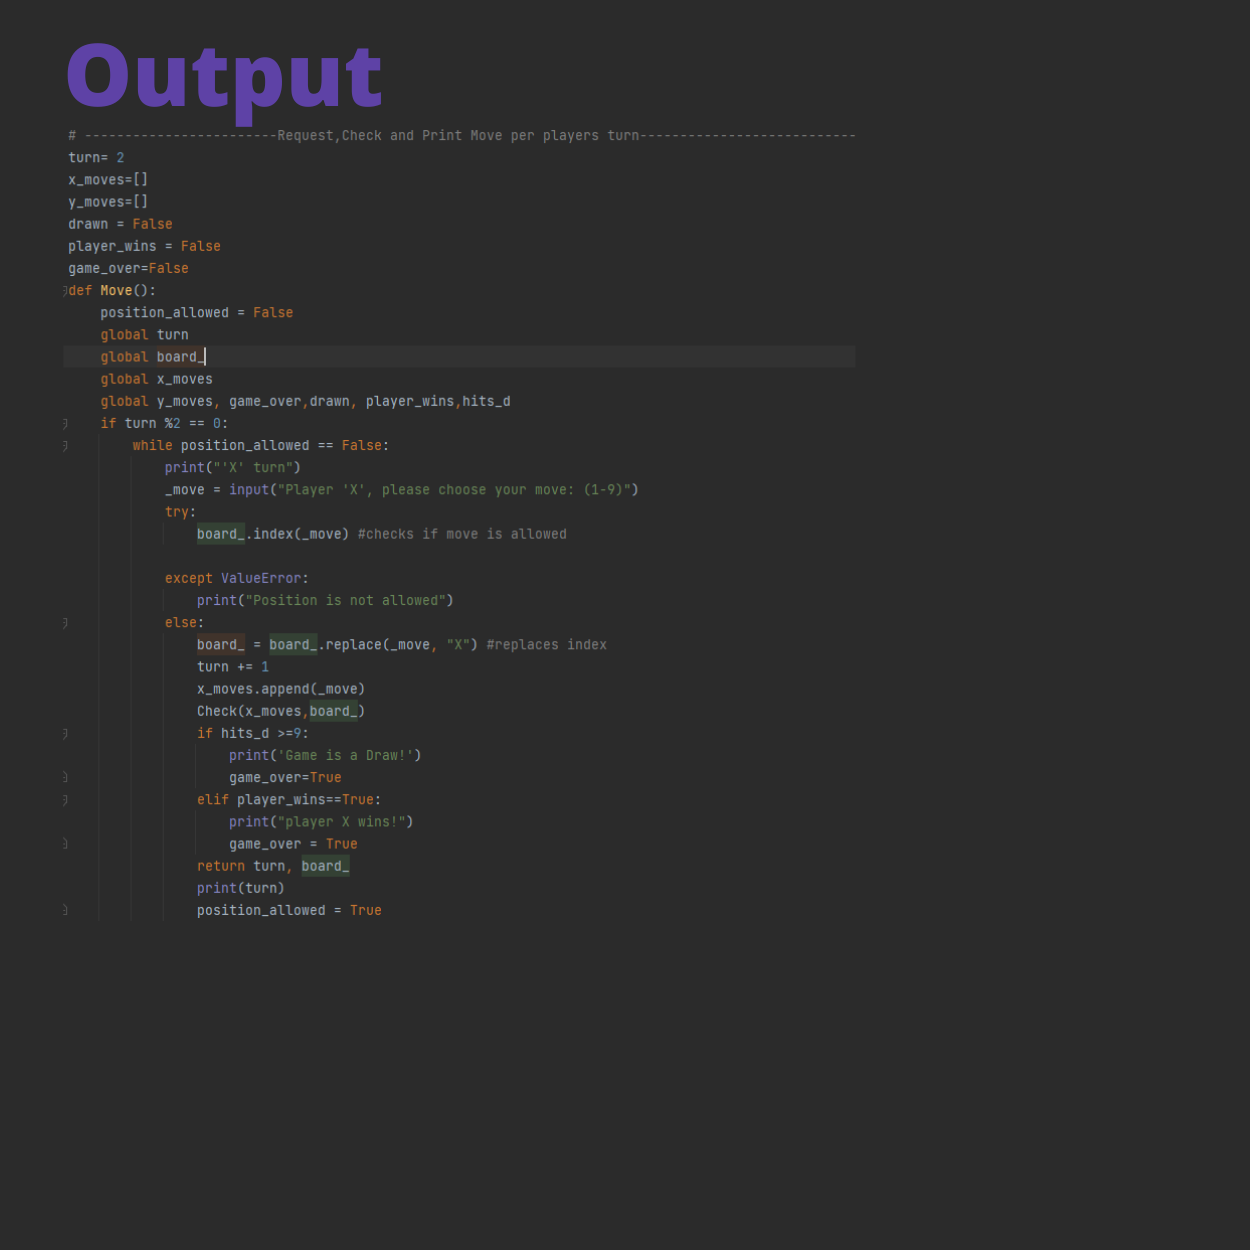 Output
# ------------------------Request,Check and Print Move per players turn---------------------------
turn= 2
x_moves=[]
y_moves=[]
drawn = False
player_wins = False
game_over=False
def Move():
    position_allowed = False
    global turn
    global board_
    global x_moves
    global y_moves, game_over,drawn, player_wins,hits_d
    if turn %2 == 0:
        while position_allowed == False:
            print("'X' turn")
            _move = input("Player 'X', please choose your move: (1-9)")
            try:
                board_.index(_move) #checks if move is allowed
            except ValueError:
                print("Position is not allowed")
            else:
                board_ = board_.replace(_move, "X") #replaces index
                turn += 1
                x_moves.append(_move)
                Check(x_moves,board_)
                if hits_d >=9:
                    print('Game is a Draw!')
                    game_over=True
                elif player_wins==True:
                    print("player X wins!")
                    game_over = True
                return turn, board_
                print(turn)
                position_allowed = True